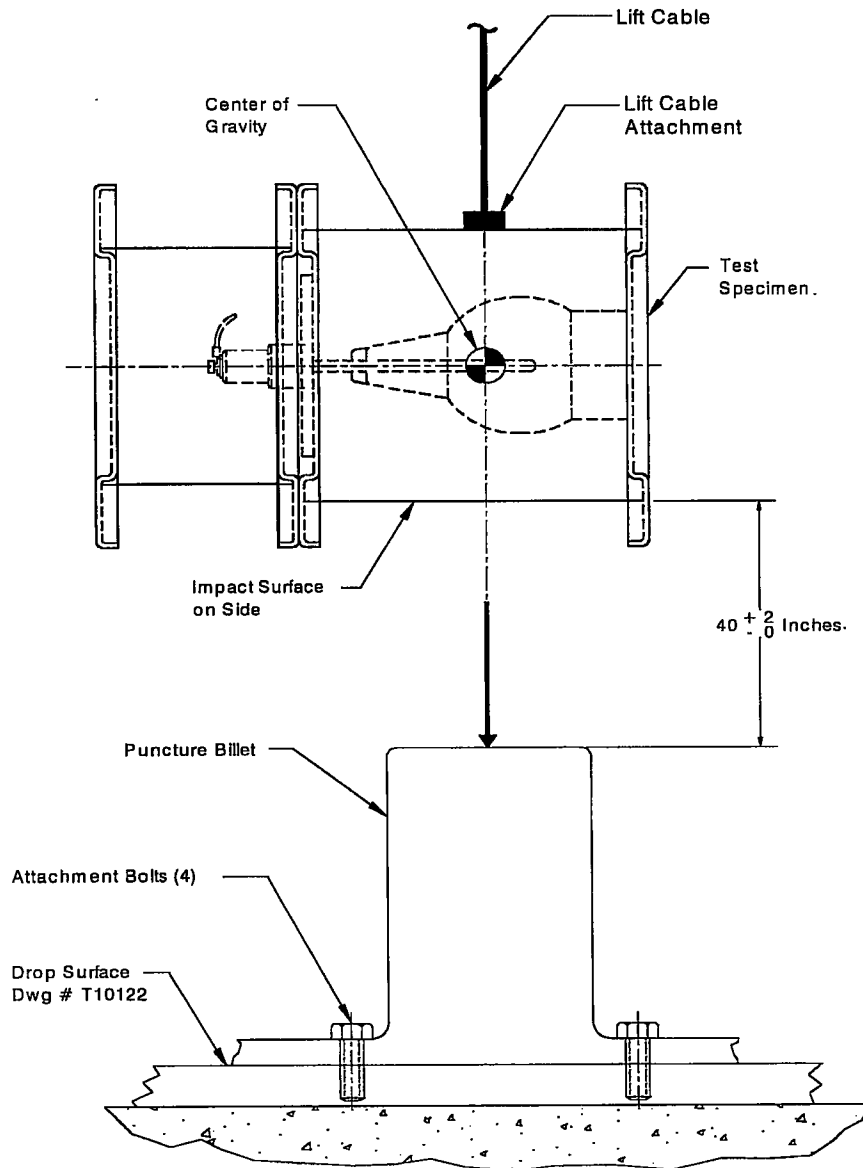 Lift Cable
Center of
Gravity
Lift Cable
Attachment
Test
Specimen.
Impact Surface
on Side
40 + 2 - 0 Inches.
Puncture Billet
Attachment Bolts (4)
Drop Surface
Dwg # T10122